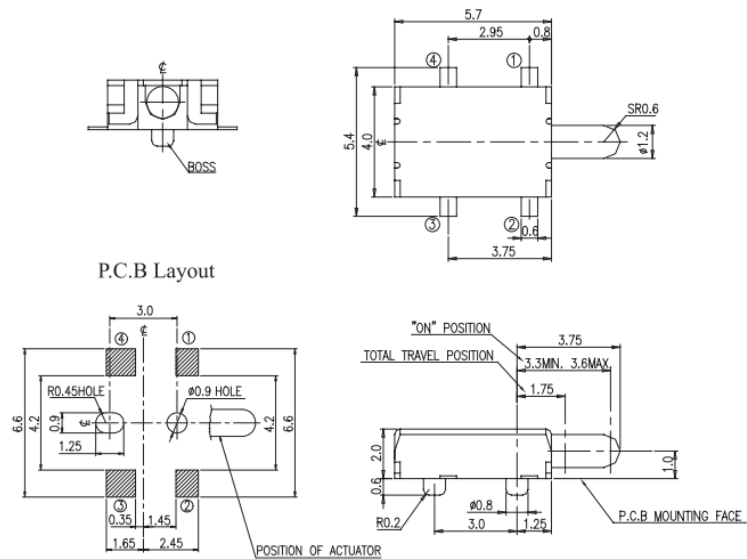 ℄
BOSS
5.7
2.95
0.8
④
①
5.4
4.0
℄
SR0.6
ø1.2
③
②
0.6
3.75
P.C.B Layout
3.0
℄
④
①
R0.45HOLE
ø0.9 HOLE
6.6
4.2
0.9
℄
1.25
4.2
6.6
③
②
0.35
1.45
1.65
2.45
POSITION OF ACTUATOR
"ON" POSITION
3.75
TOTAL TRAVEL POSITION
3.3MIN. 3.6MAX.
1.75
2.0
0.6
1.0
R0.2
ø0.8
3.0
1.25
P.C.B MOUNTING FACE